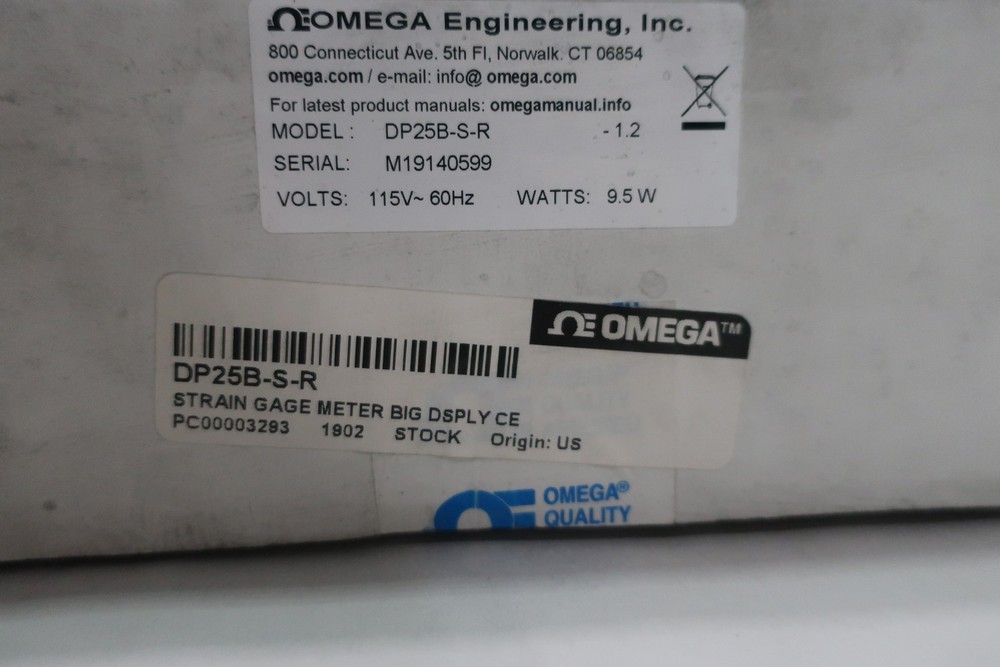 OMEGA Engineering, Inc.
800 Connecticut Ave. 5th Fl, Norwalk. CT 06854
omega.com / e-mail: info@ omega.com
For latest product manuals: omegamanual.info
MODEL : DP25B-S-R - 1.2
SERIAL: M19140599
VOLTS: 115V~ 60Hz WATTS: 9.5 W
OMEGA™
DP25B-S-R
STRAIN GAGE METER BIG DSPLY CE
PC00003293 1902 STOCK Origin: US
OMEGA®
QUALITY